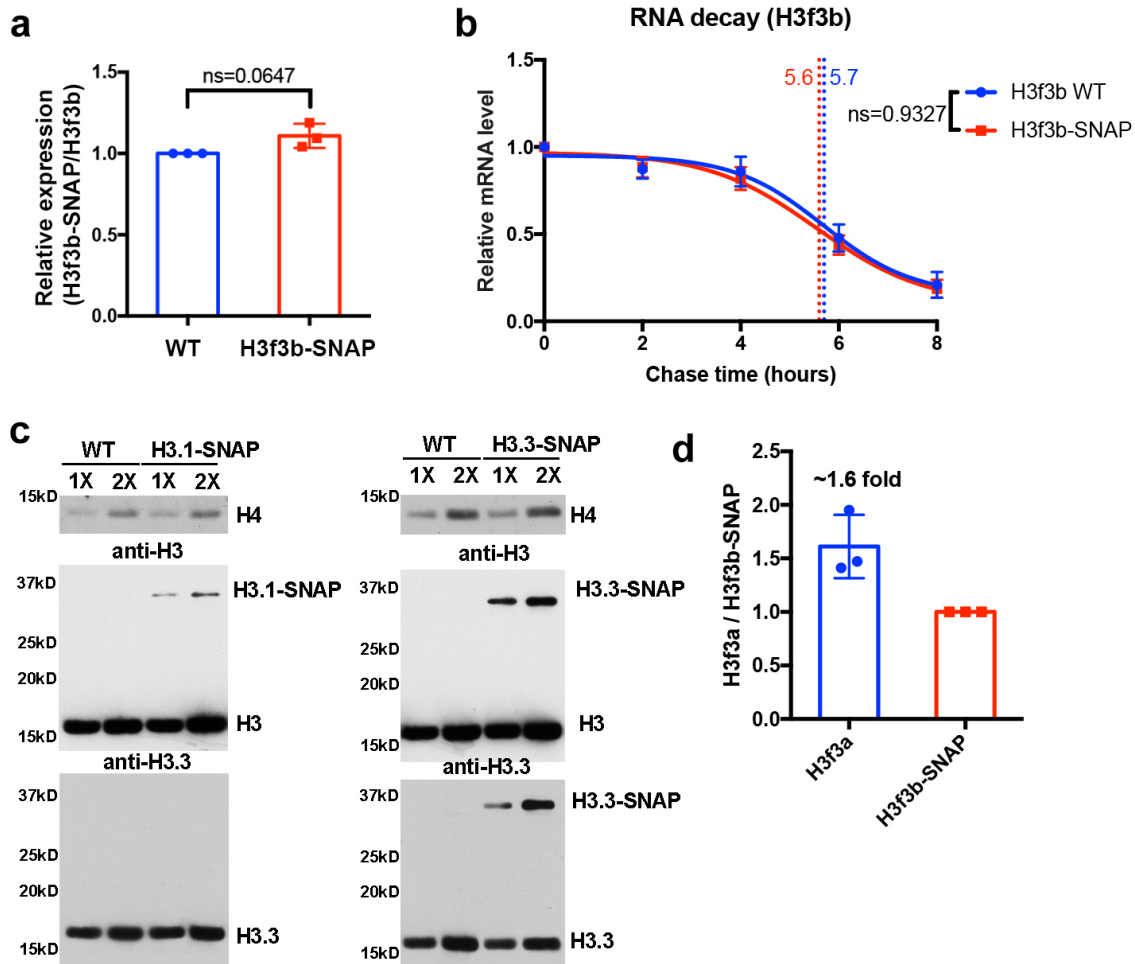 a
ns=0.0647
Relative expression
(H3f3b-SNAP/H3f3b)
1.5
1.0
0.5
0.0
WT
H3f3b-SNAP
b
RNA decay (H3f3b)
5.6
5.7
ns=0.9327
H3f3b WT
H3f3b-SNAP
Relative mRNA level
1.5
1.0
0.5
0.0
0
2
4
6
8
Chase time (hours)
c
WT
H3.1-SNAP
1X 2X 1X 2X
15kD
H4
anti-H3
37kD
H3.1-SNAP
25kD
20kD
H3
15kD
anti-H3.3
37kD
25kD
20kD
H3.3
15kD
WT
H3.3-SNAP
1X 2X 1X 2X
15kD
H4
anti-H3
37kD
H3.3-SNAP
25kD
20kD
H3
15kD
anti-H3.3
37kD
H3.3-SNAP
25kD
20kD
H3.3
15kD
d
~1.6 fold
H3f3a / H3f3b-SNAP
2.5
2.0
1.5
1.0
0.5
0.0
H3f3a
H3f3b-SNAP